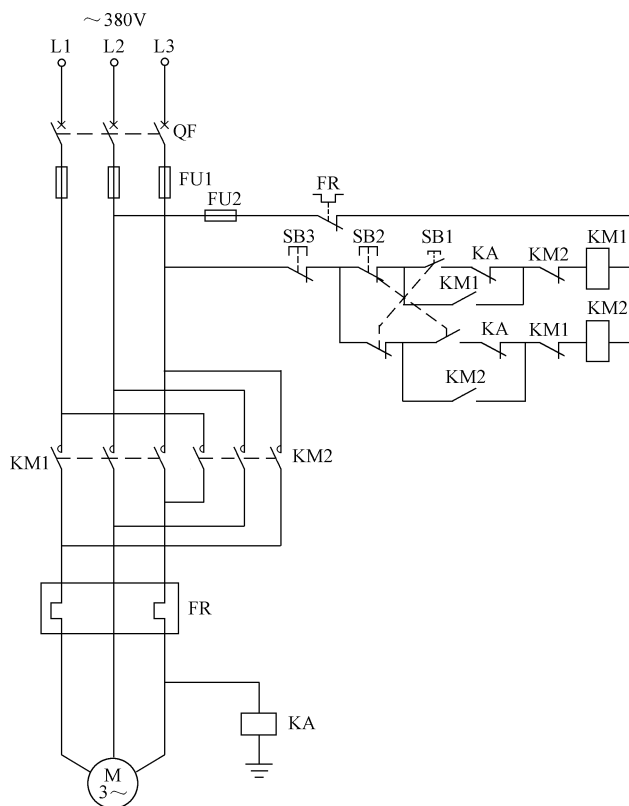 ～380V
L1 L2 L3
QF
FU1
FU2
FR
SB3 SB2 SB1 KA KM2 KM1
KM1
KM2
KA KM1
KM2
KM1
KM2
FR
KA
M
3～